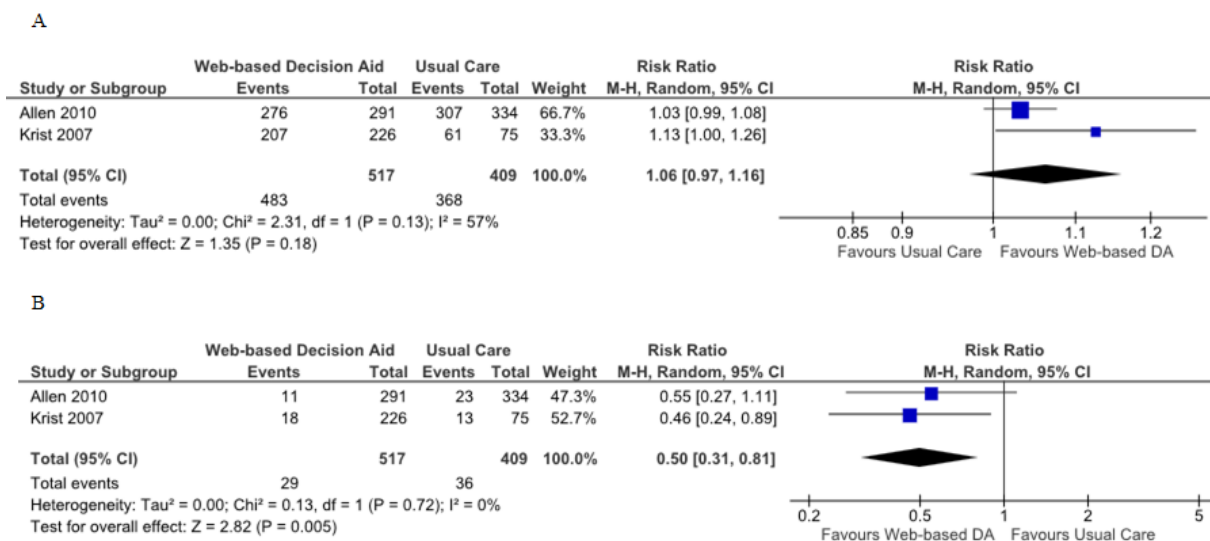 A
Web-based Decision Aid Usual Care Risk Ratio Risk Ratio
Study or Subgroup Events Total Events Total Weight M-H, Random, 95% CI M-H, Random, 95% CI
Allen 2010 276 291 307 334 66.7% 1.03 [0.99, 1.08]
Krist 2007 207 226 61 75 33.3% 1.13 [1.00, 1.26]
Total (95% CI) 517 409 100.0% 1.06 [0.97, 1.16]
Total events 483 368
Heterogeneity: Tau² = 0.00; Chi² = 2.31, df = 1 (P = 0.13); I² = 57%
Test for overall effect: Z = 1.35 (P = 0.18)
0.85 0.9 1 1.1 1.2
Favours Usual Care Favours Web-based DA
B
Web-based Decision Aid Usual Care Risk Ratio Risk Ratio
Study or Subgroup Events Total Events Total Weight M-H, Random, 95% CI M-H, Random, 95% CI
Allen 2010 11 291 23 334 47.3% 0.55 [0.27, 1.11]
Krist 2007 18 226 13 75 52.7% 0.46 [0.24, 0.89]
Total (95% CI) 517 409 100.0% 0.50 [0.31, 0.81]
Total events 29 36
Heterogeneity: Tau² = 0.00; Chi² = 0.13, df = 1 (P = 0.72); I² = 0%
Test for overall effect: Z = 2.82 (P = 0.005)
0.2 0.5 1 2 5
Favours Web-based DA Favours Usual Care